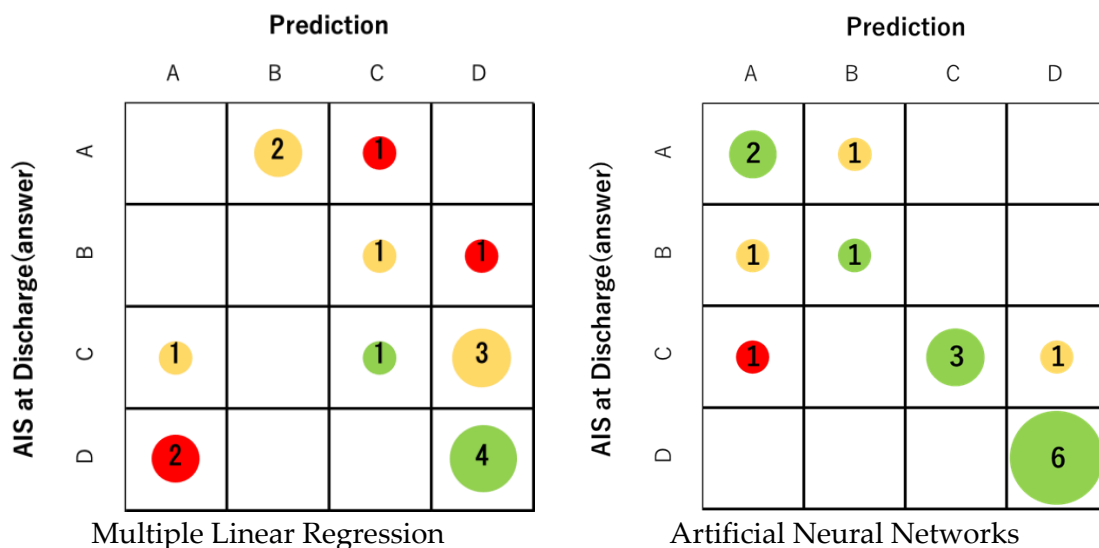 Prediction
A B C D
AIS at Discharge(answer)
A 2 1
B 1 1
C 1 1 3
D 2 4
Multiple Linear Regression
Prediction
A B C D
AIS at Discharge(answer)
A 2 1
B 1 1
C 1 3 1
D 6
Artificial Neural Networks